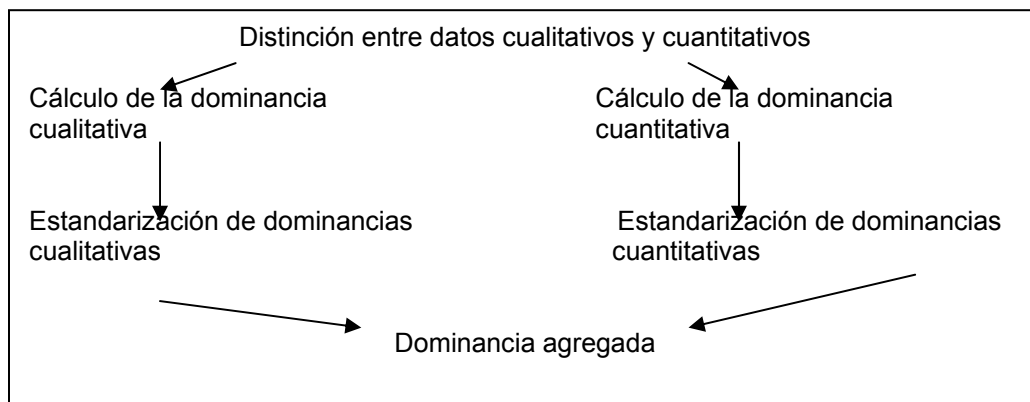 Distinción entre datos cualitativos y cuantitativos
Cálculo de la dominancia
cualitativa
Cálculo de la dominancia
cuantitativa
Estandarización de dominancias
cualitativas
Estandarización de dominancias
cuantitativas
Dominancia agregada